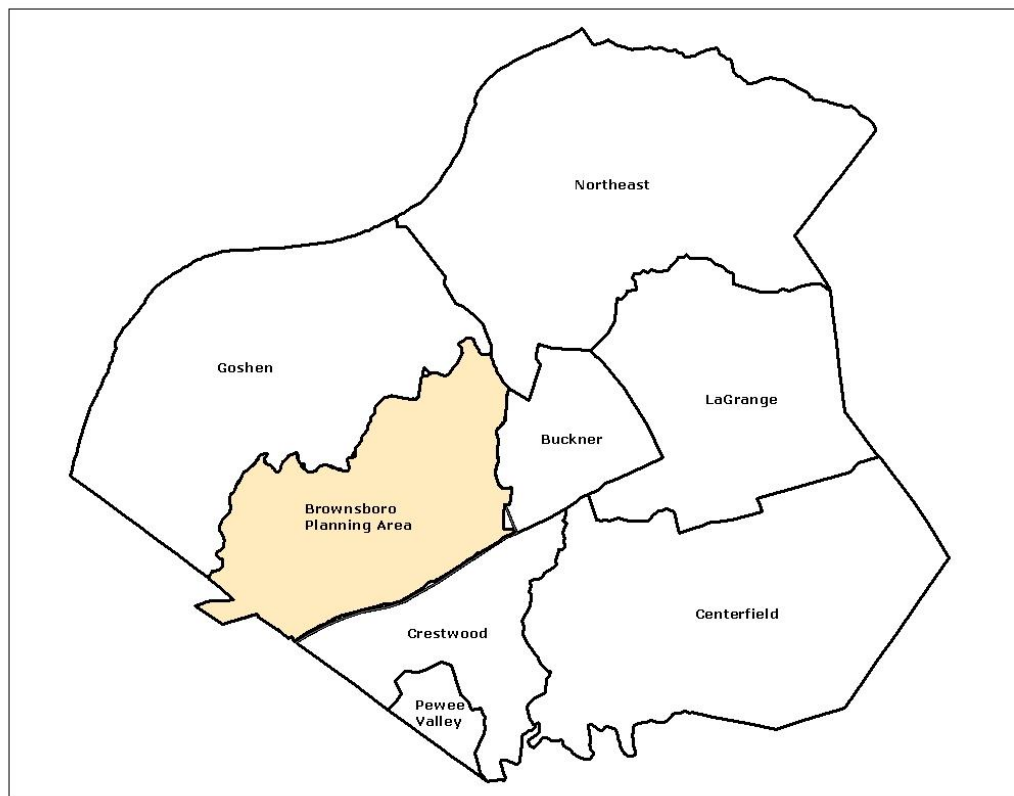 Northeast
Goshen
LaGrange
Buckner
Brownsboro
Planning Area
Centerfield
Crestwood
Pewee
Valley